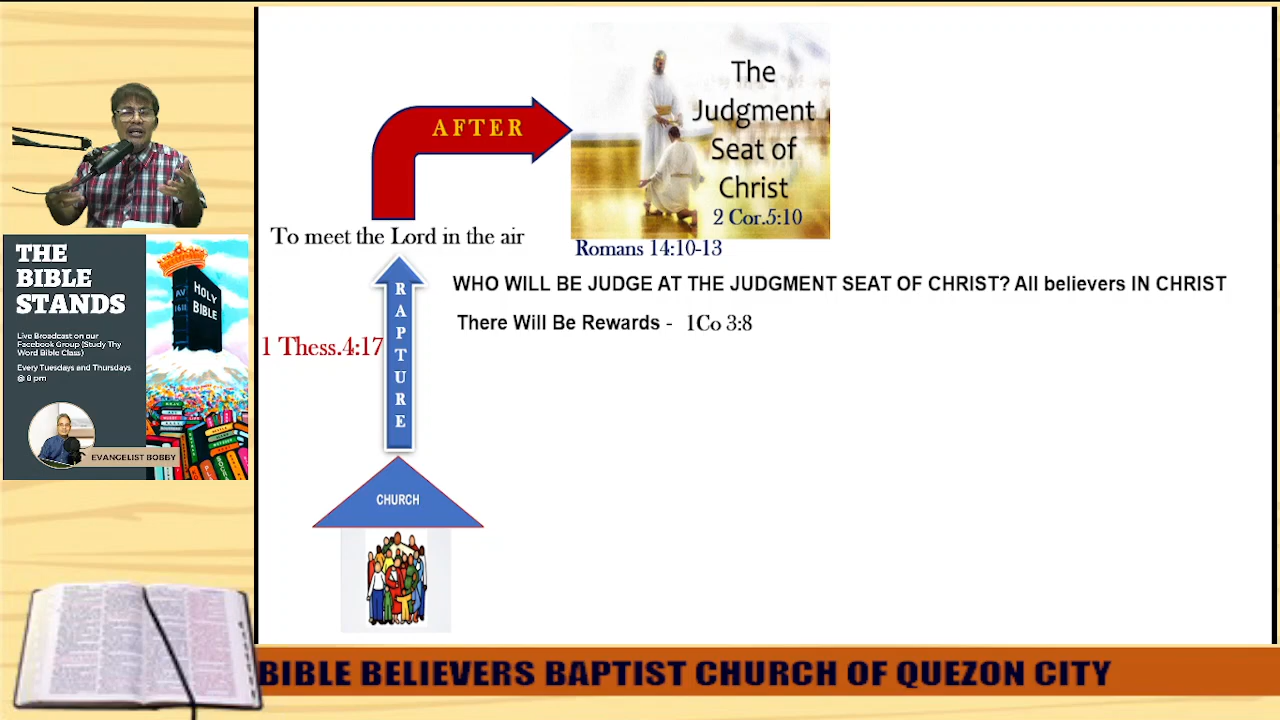 The
Judgment
Seat of
Christ
2 Cor.5:10
AFTER
To meet the Lord in the air
Romans 14:10-13
WHO WILL BE JUDGE AT THE JUDGMENT SEAT OF CHRIST? All believers IN CHRIST
There Will Be Rewards - 1Co 3:8
RAPTURE
1 Thess.4:17
CHURCH
THE
BIBLE
STANDS
Live Broadcast on our
Facebook Group (Study Thy
Word Bible Class)
Every Tuesdays and Thursdays
@ 8 pm
EVANGELIST BOBBY
AV
1611
HOLY
BIBLE
BIBLE BELIEVERS BAPTIST CHURCH OF QUEZON CITY